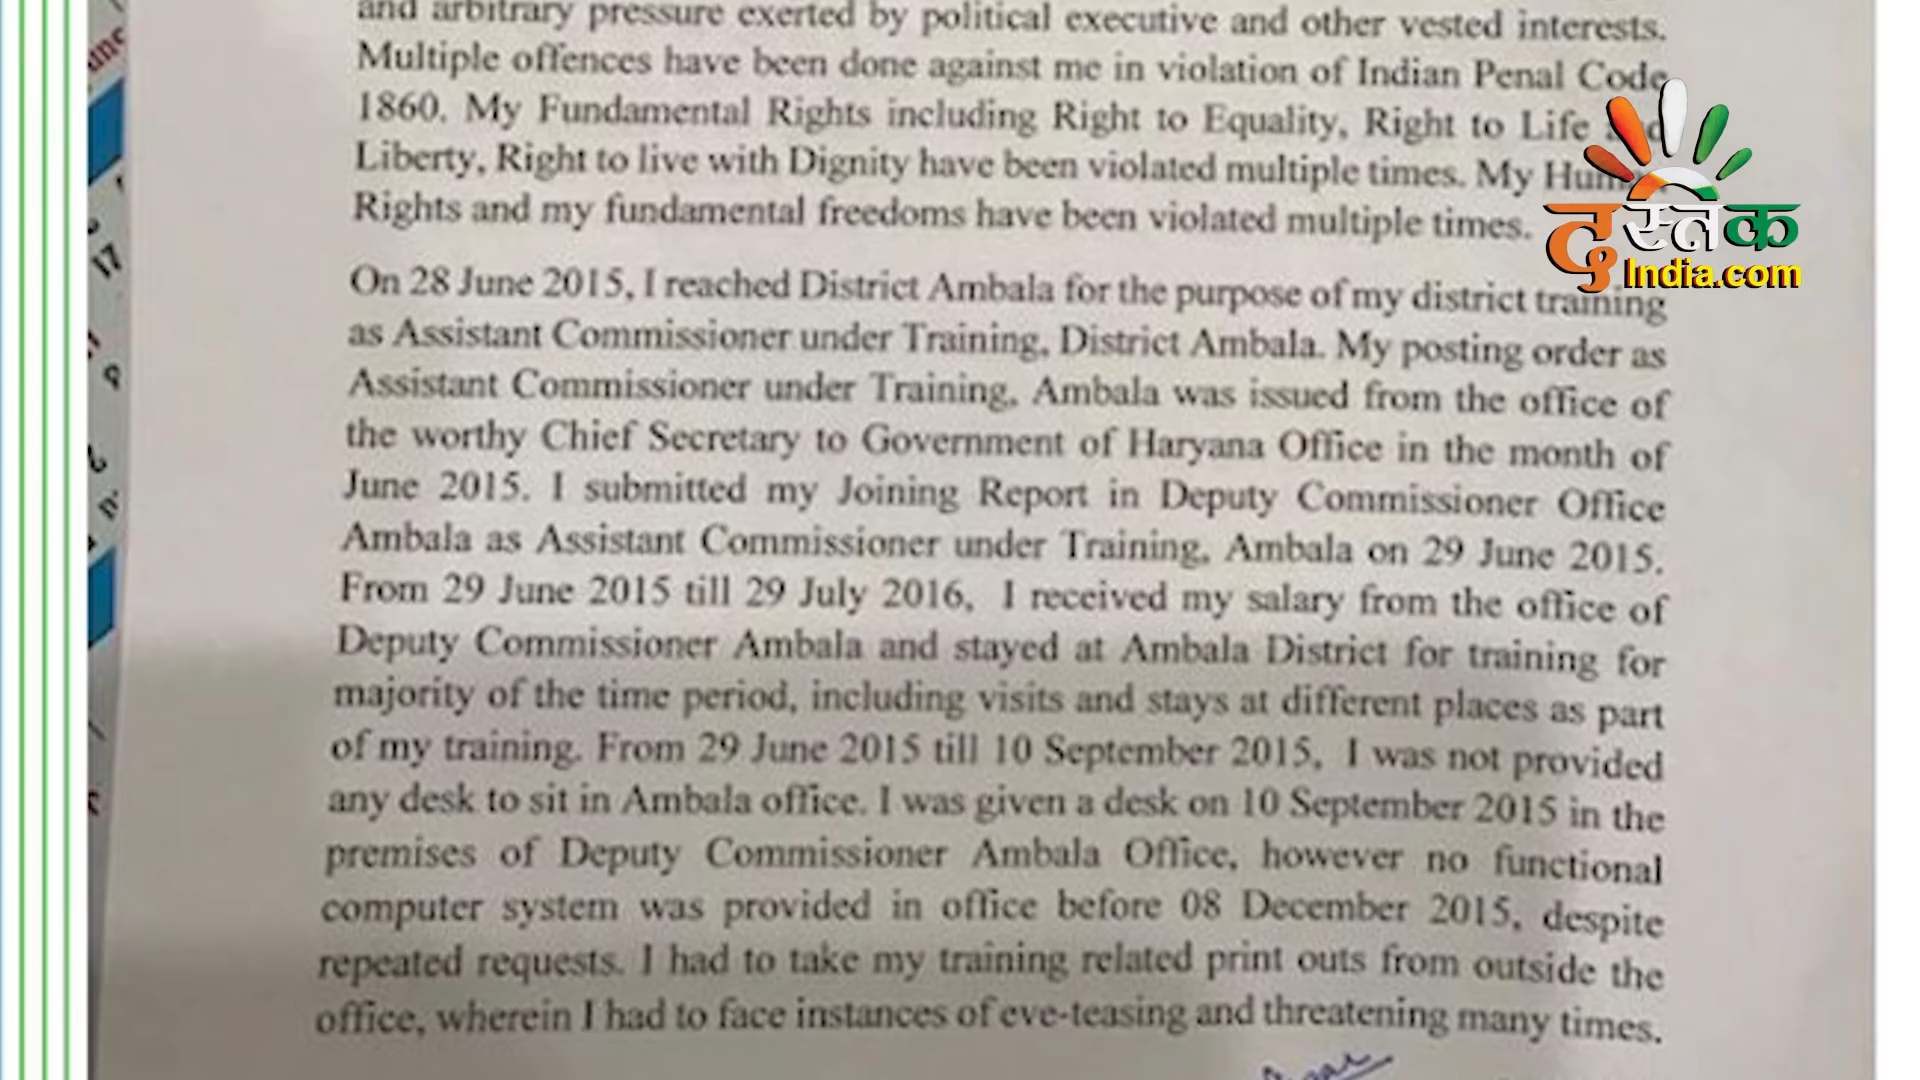 and arbitrary pressure exerted by political executive and other vested interests.
Multiple offences have been done against me in violation of Indian Penal Code
1860. My Fundamental Rights including Right to Equality, Right to Life and
Liberty, Right to live with Dignity have been violated multiple times. My Human
Rights and my fundamental freedoms have been violated multiple times.
दस्तक
India.com
On 28 June 2015, I reached District Ambala for the purpose of my district training
as Assistant Commissioner under Training, District Ambala. My posting order as
Assistant Commissioner under Training, Ambala was issued from the office of
the worthy Chief Secretary to Government of Haryana Office in the month of
June 2015. I submitted my Joining Report in Deputy Commissioner Office
Ambala as Assistant Commissioner under Training, Ambala on 29 June 2015.
From 29 June 2015 till 29 July 2016, I received my salary from the office of
Deputy Commissioner Ambala and stayed at Ambala District for training for
majority of the time period, including visits and stays at different places as part
of my training. From 29 June 2015 till 10 September 2015, I was not provided
any desk to sit in Ambala office. I was given a desk on 10 September 2015 in the
premises of Deputy Commissioner Ambala Office, however no functional
computer system was provided in office before 08 December 2015, despite
repeated requests. I had to take my training related print outs from outside the
office, wherein I had to face instances of eve-teasing and threatening many times.